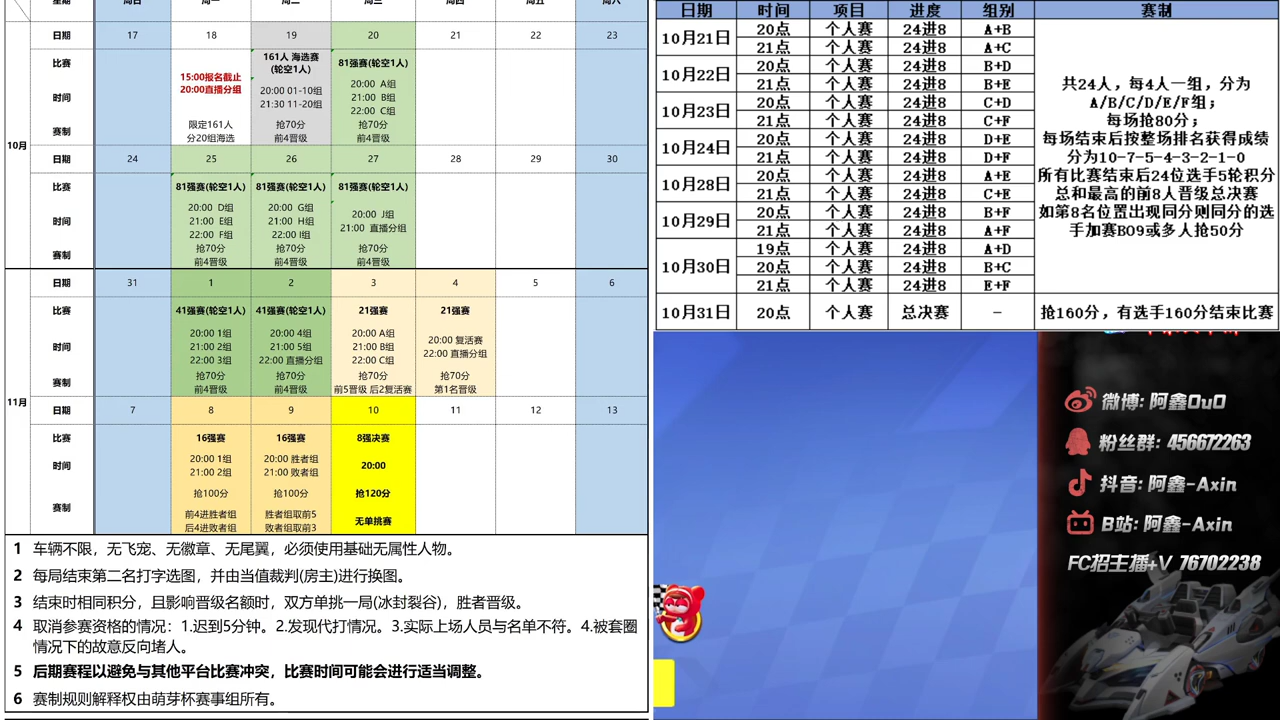 星期 周日 周一 周二 周三 周四 周五 周六
10月
日期 17 18 19 20 21 22 23
比赛
时间
赛制
15:00报名截止
20:00直播分组
限定161人
分20组海选
161人 海选赛
(轮空1人)
20:00 01-10组
21:30 11-20组
抢70分
前4晋级
81强赛(轮空1人)
20:00 A组
21:00 B组
22:00 C组
抢70分
前4晋级
日期 24 25 26 27 28 29 30
比赛
时间
赛制
81强赛(轮空1人)
20:00 D组
21:00 E组
22:00 F组
抢70分
前4晋级
81强赛(轮空1人)
20:00 G组
21:00 H组
22:00 I组
抢70分
前4晋级
81强赛(轮空1人)
20:00 J组
21:00 直播分组
抢70分
前4晋级
11月
日期 31 1 2 3 4 5 6
比赛
时间
赛制
41强赛(轮空1人)
20:00 1组
21:00 2组
22:00 3组
抢70分
前4晋级
41强赛(轮空1人)
20:00 4组
21:00 5组
22:00 直播分组
抢70分
前4晋级
21强赛
20:00 A组
21:00 B组
22:00 C组
抢70分
前5晋级 后2复活赛
21强赛
20:00 复活赛
22:00 直播分组
抢70分
第1名晋级
日期 7 8 9 10 11 12 13
比赛
时间
赛制
16强赛
20:00 1组
21:00 2组
抢100分
前4进胜者组
后4进败者组
16强赛
20:00 胜者组
21:00 败者组
抢100分
胜者组取前5
败者组取前3
8强决赛
20:00
抢120分
无单挑赛
1 车辆不限，无飞宠、无徽章、无尾翼，必须使用基础无属性人物。
2 每局结束第二名打字选图，并由当值裁判(房主)进行换图。
3 结束时相同积分，且影响晋级名额时，双方单挑一局(冰封裂谷)，胜者晋级。
4 取消参赛资格的情况：1.迟到5分钟。2.发现代打情况。3.实际上场人员与名单不符。4.被套圈
情况下的故意反向堵人。
5 后期赛程以避免与其他平台比赛冲突，比赛时间可能会进行适当调整。
6 赛制规则解释权由萌芽杯赛事组所有。
日期 时间 项目 进度 组别 赛制
10月21日 20点 个人赛 24进8 A+B
21点 个人赛 24进8 A+C
10月22日 20点 个人赛 24进8 B+D
21点 个人赛 24进8 B+E
10月23日 20点 个人赛 24进8 C+D
21点 个人赛 24进8 C+F
10月24日 20点 个人赛 24进8 D+E
21点 个人赛 24进8 D+F
10月28日 20点 个人赛 24进8 A+E
21点 个人赛 24进8 C+E
10月29日 20点 个人赛 24进8 B+F
21点 个人赛 24进8 A+F
10月30日 19点 个人赛 24进8 A+D
20点 个人赛 24进8 B+C
21点 个人赛 24进8 E+F
共24人，每4人一组，分为
A/B/C/D/E/F组；
每场抢80分；
每场结束后按整场排名获得成绩
分为10-7-5-4-3-2-1-0
所有比赛结束后24位选手5轮积分
总和最高的前8人晋级总决赛
如第8名位置出现同分则同分的选
手加赛BO9或多人抢50分
10月31日 20点 个人赛 总决赛 - 抢160分，有选手160分结束比赛
微博: 阿鑫OuO
粉丝群: 456672263
抖音: 阿鑫-Axin
B站: 阿鑫-Axin
FC招主播+V 76702238